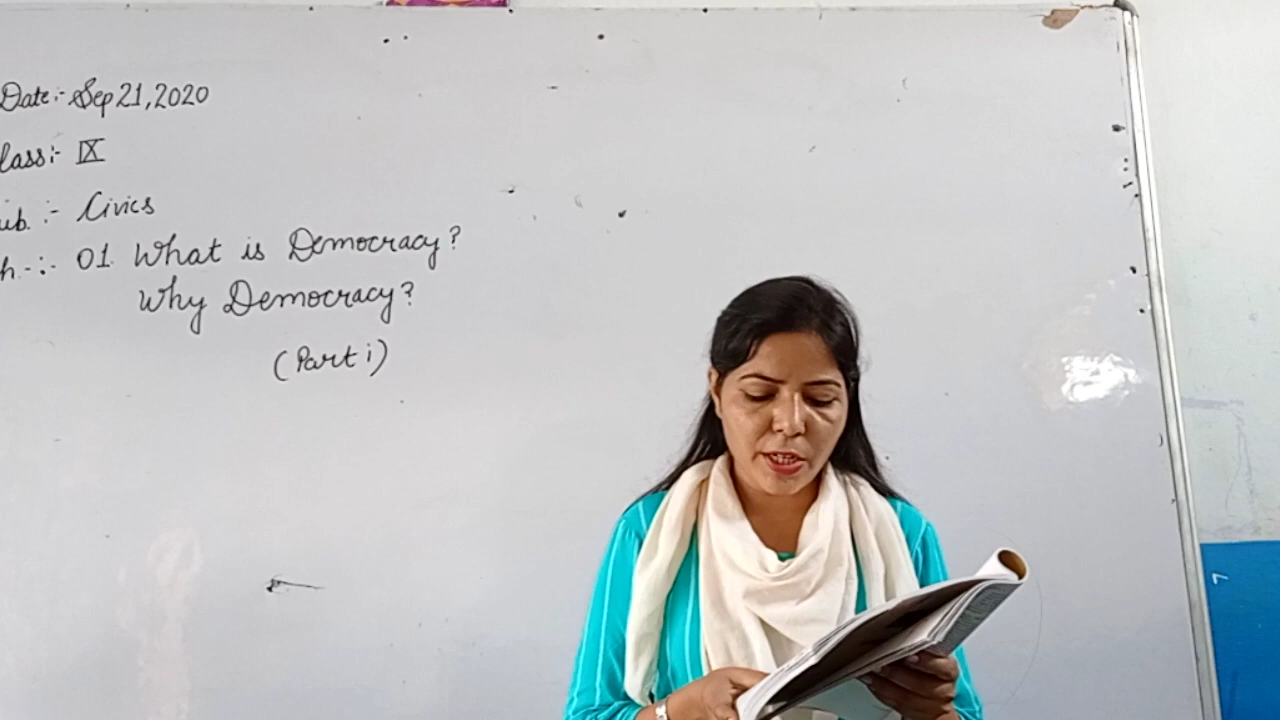 Date:- Sep 21, 2020
lass:- IX
ub. :- Civics
h. -:- 01. What is Democracy?
Why Democracy?
(Part i)